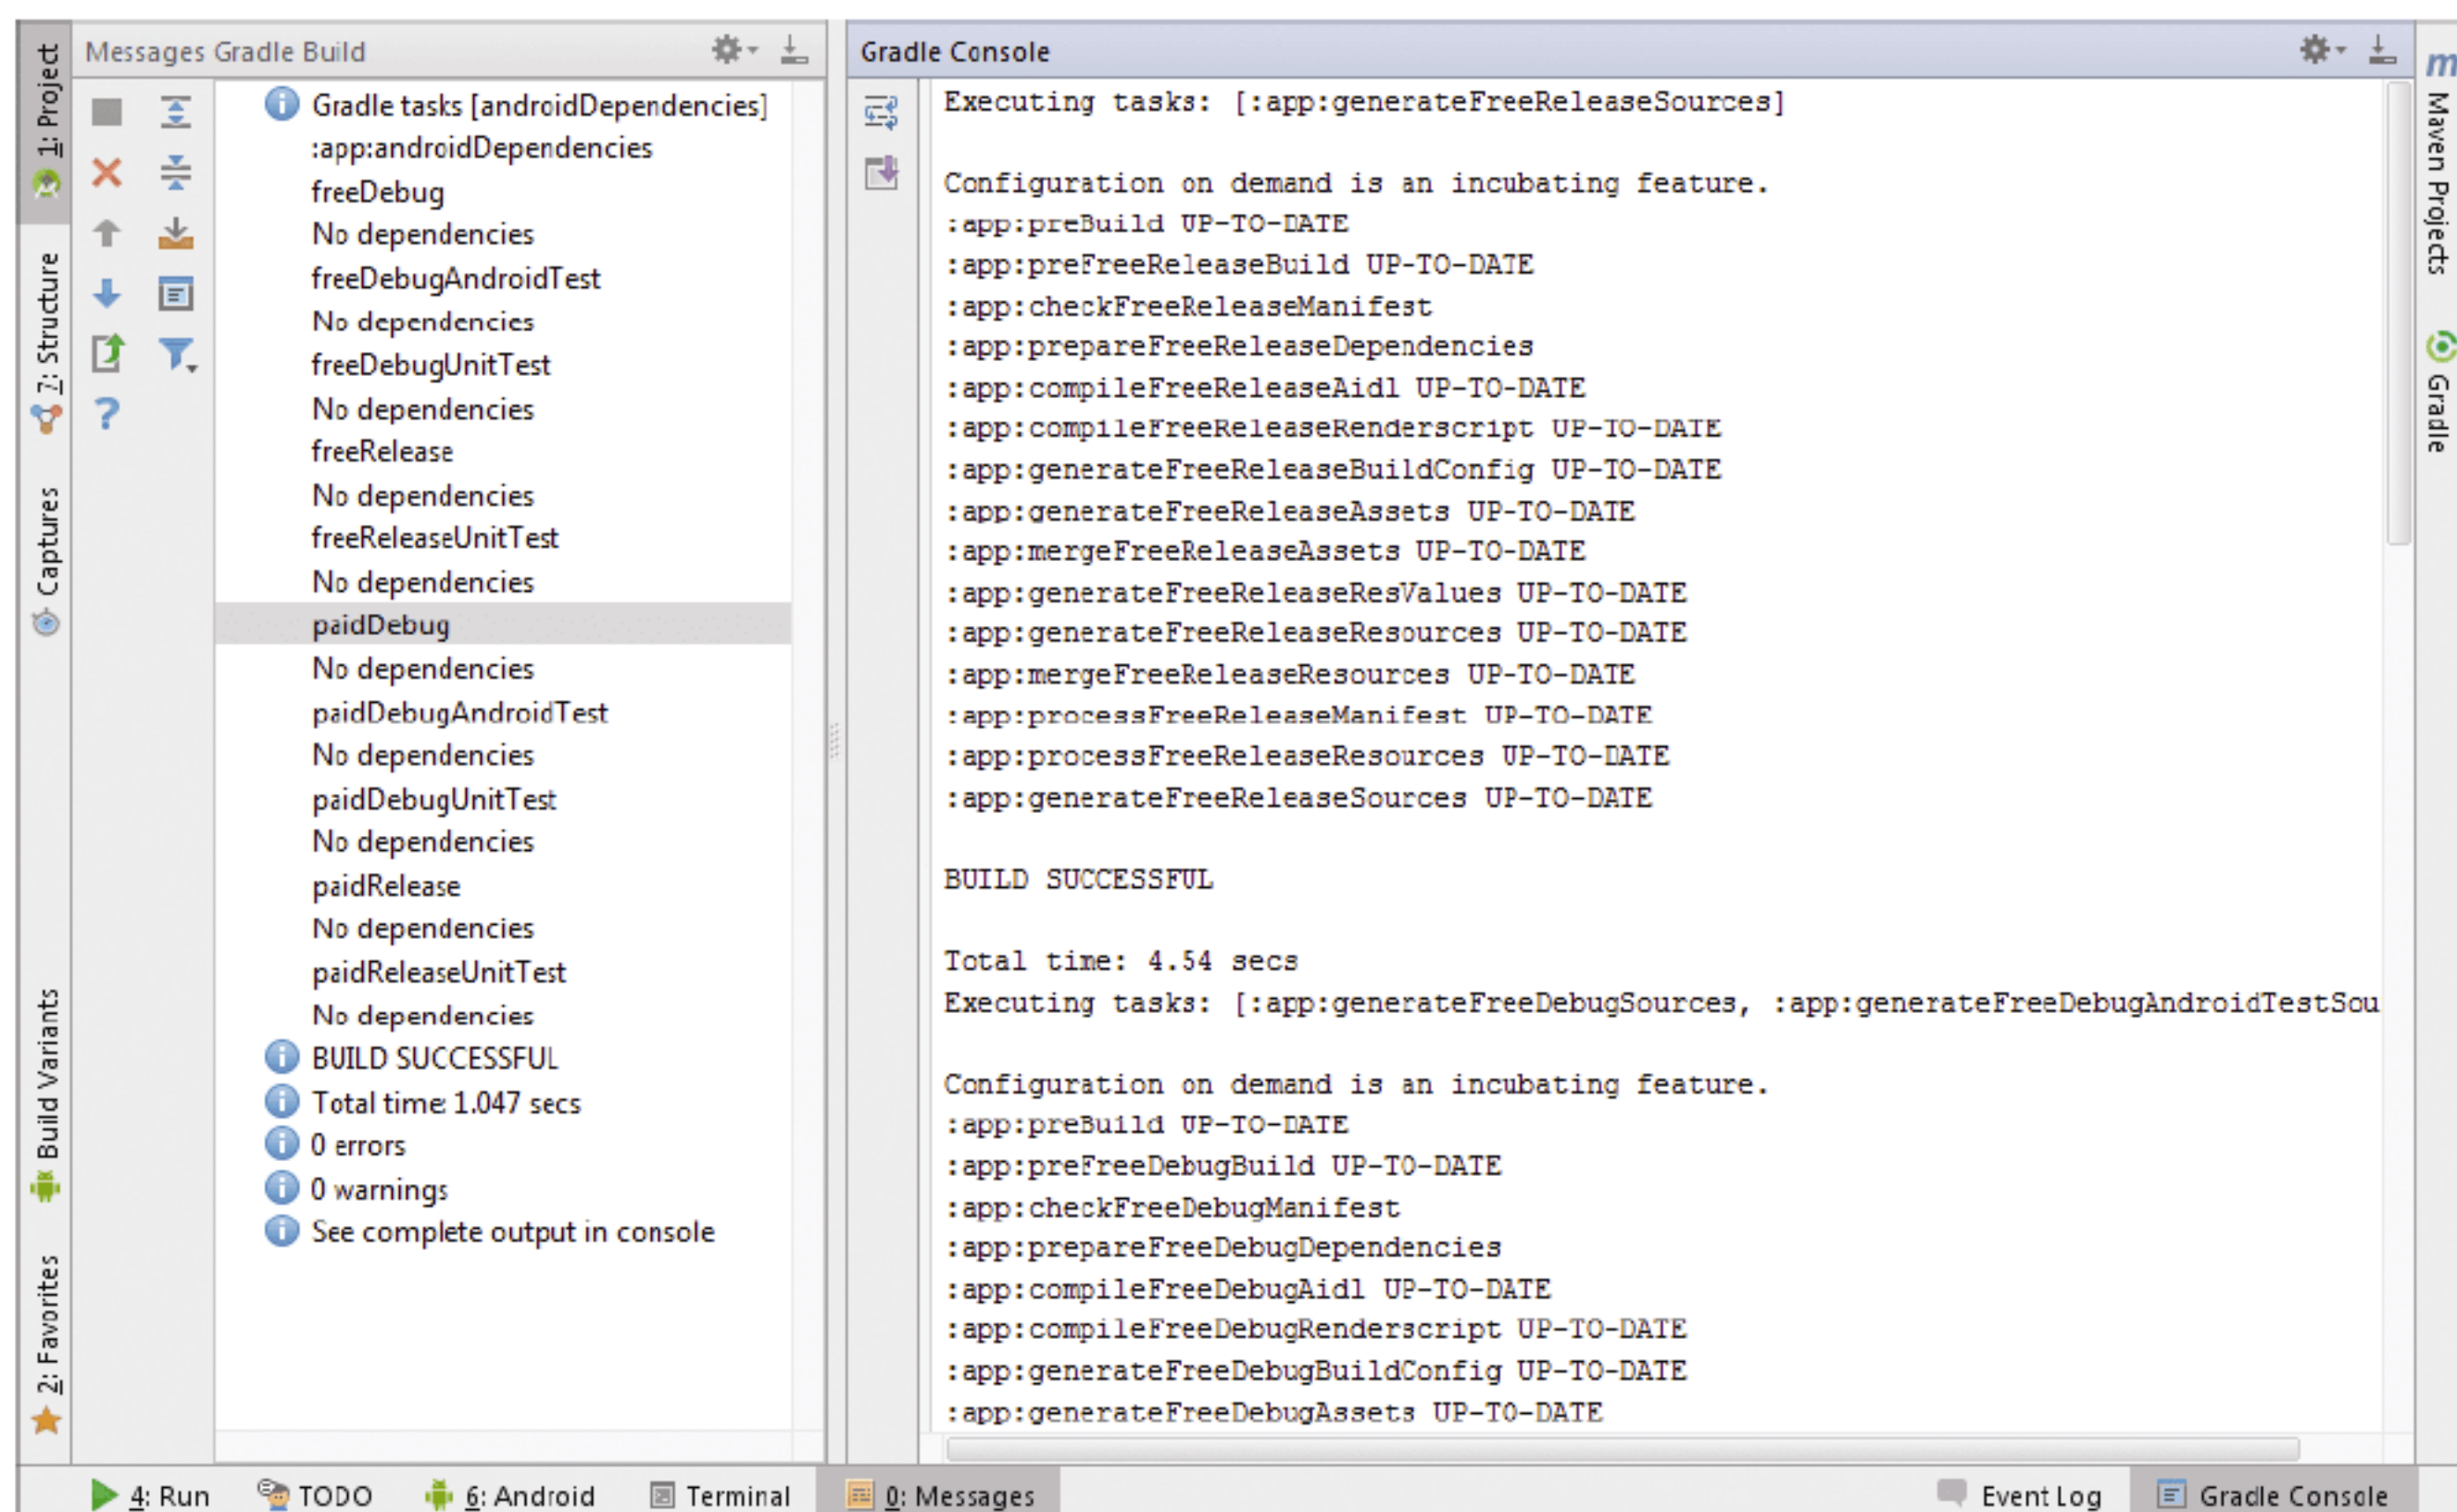 1: Project
7: Structure
Captures
Build Variants
2: Favorites
Messages Gradle Build
Gradle tasks [androidDependencies]
:app:androidDependencies
freeDebug
No dependencies
freeDebugAndroidTest
No dependencies
freeDebugUnitTest
No dependencies
freeRelease
No dependencies
freeReleaseUnitTest
No dependencies
paidDebug
No dependencies
paidDebugAndroidTest
No dependencies
paidDebugUnitTest
No dependencies
paidRelease
No dependencies
paidReleaseUnitTest
No dependencies
BUILD SUCCESSFUL
Total time: 1.047 secs
0 errors
0 warnings
See complete output in console
Gradle Console
Executing tasks: [:app:generateFreeReleaseSources]
Configuration on demand is an incubating feature.
:app:preBuild UP-TO-DATE
:app:preFreeReleaseBuild UP-TO-DATE
:app:checkFreeReleaseManifest
:app:prepareFreeReleaseDependencies
:app:compileFreeReleaseAidl UP-TO-DATE
:app:compileFreeReleaseRenderscript UP-TO-DATE
:app:generateFreeReleaseBuildConfig UP-TO-DATE
:app:generateFreeReleaseAssets UP-TO-DATE
:app:mergeFreeReleaseAssets UP-TO-DATE
:app:generateFreeReleaseResValues UP-TO-DATE
:app:generateFreeReleaseResources UP-TO-DATE
:app:mergeFreeReleaseResources UP-TO-DATE
:app:processFreeReleaseManifest UP-TO-DATE
:app:processFreeReleaseResources UP-TO-DATE
:app:generateFreeReleaseSources UP-TO-DATE
BUILD SUCCESSFUL
Total time: 4.54 secs
Executing tasks: [:app:generateFreeDebugSources, :app:generateFreeDebugAndroidTestSou
Configuration on demand is an incubating feature.
:app:preBuild UP-TO-DATE
:app:preFreeDebugBuild UP-TO-DATE
:app:checkFreeDebugManifest
:app:prepareFreeDebugDependencies
:app:compileFreeDebugAidl UP-TO-DATE
:app:compileFreeDebugRenderscript UP-TO-DATE
:app:generateFreeDebugBuildConfig UP-TO-DATE
:app:generateFreeDebugAssets UP-TO-DATE
m
Maven Projects
Gradle
4: Run
TODO
6: Android
Terminal
0: Messages
Event Log
Gradle Console